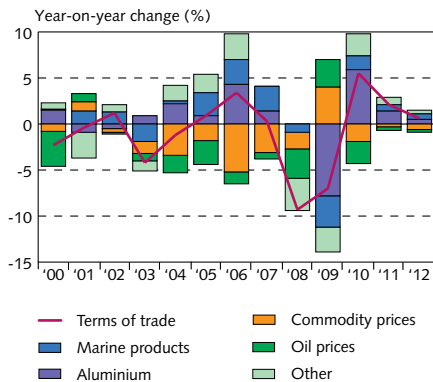 Year-on-year change (%)
10
5
0
-5
-10
-15
'00 '01 '02 '03 '04 '05 '06 '07 '08 '09 '10 '11 '12
Terms of trade
Commodity prices
Marine products
Oil prices
Aluminium
Other